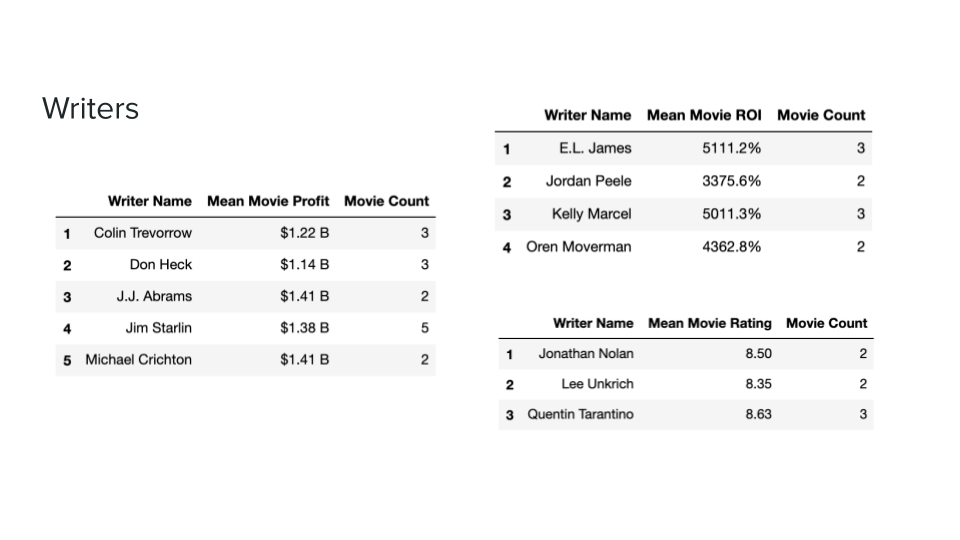 Writers
Writer Name Mean Movie Profit Movie Count
1 Colin Trevorrow $1.22 B 3
2 Don Heck $1.14 B 3
3 J.J. Abrams $1.41 B 2
4 Jim Starlin $1.38 B 5
5 Michael Crichton $1.41 B 2
Writer Name Mean Movie ROI Movie Count
1 E.L. James 5111.2% 3
2 Jordan Peele 3375.6% 2
3 Kelly Marcel 5011.3% 3
4 Oren Moverman 4362.8% 2
Writer Name Mean Movie Rating Movie Count
1 Jonathan Nolan 8.50 2
2 Lee Unkrich 8.35 2
3 Quentin Tarantino 8.63 3